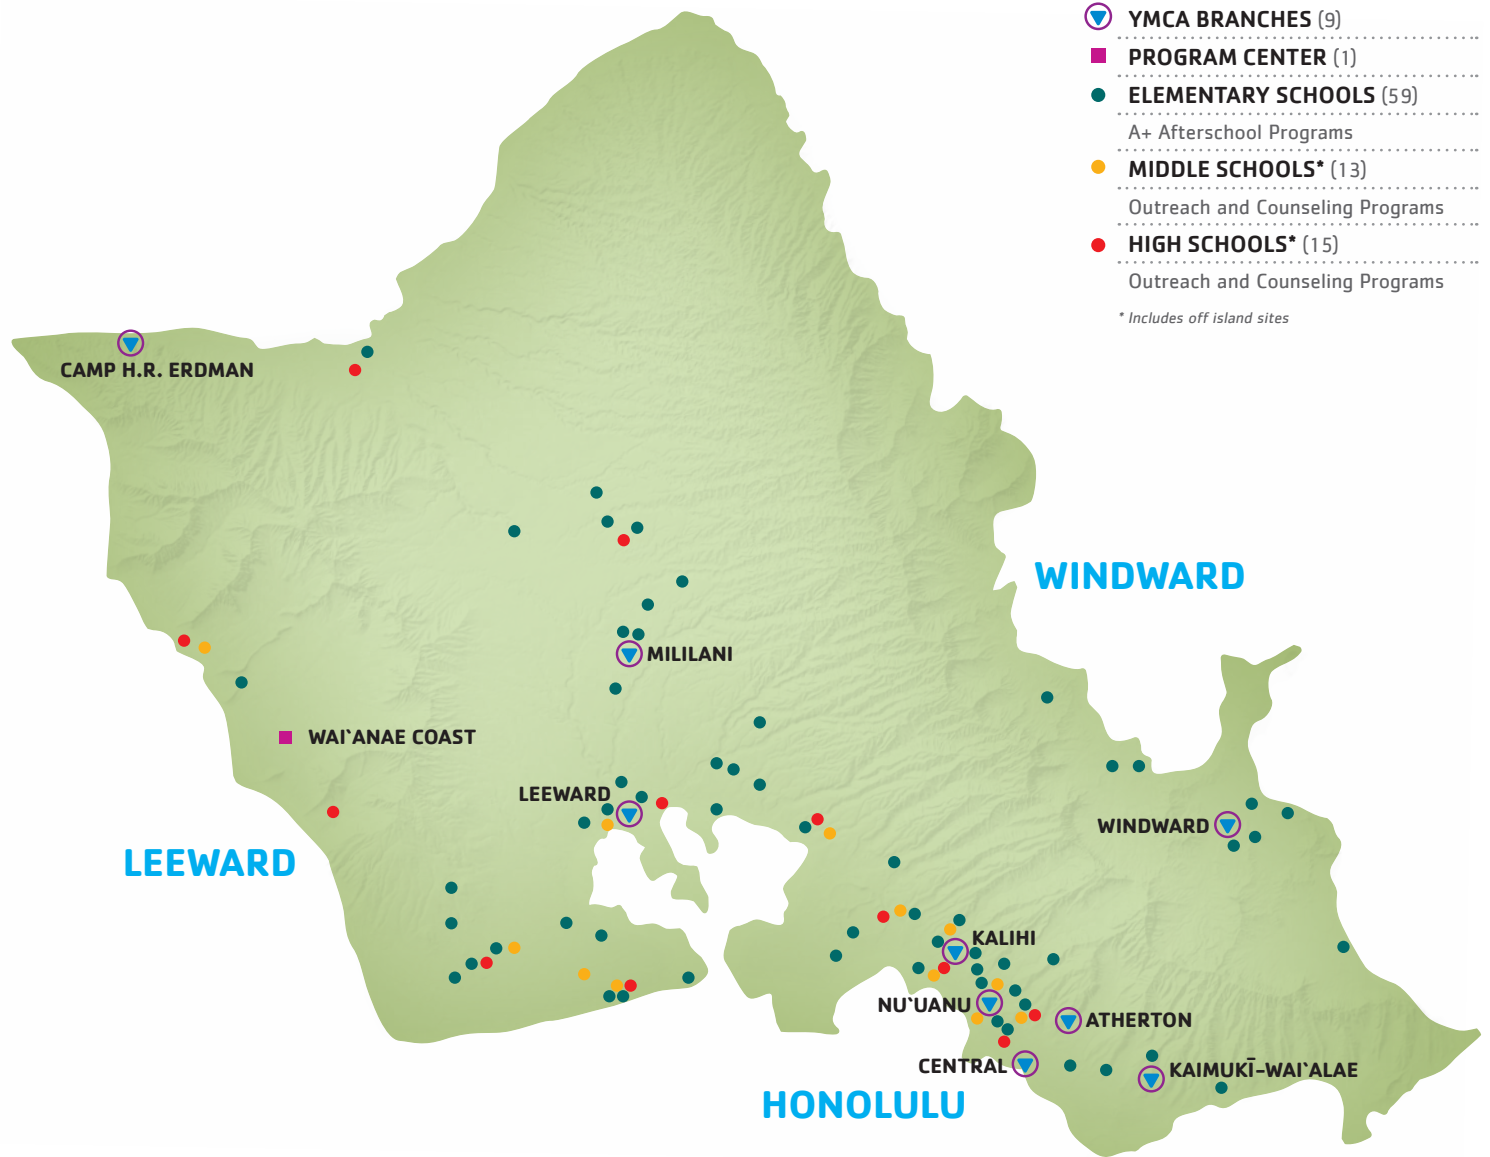 YMCA BRANCHES (9)
PROGRAM CENTER (1)
ELEMENTARY SCHOOLS (59)
A+ Afterschool Programs
MIDDLE SCHOOLS* (13)
Outreach and Counseling Programs
HIGH SCHOOLS* (15)
Outreach and Counseling Programs
* Includes off island sites
CAMP H.R. ERDMAN
WINDWARD
MILILANI
WAI`ANAE COAST
LEEWARD
WINDWARD
LEEWARD
KALIHI
NU`UANU
ATHERTON
CENTRAL
KAIMUKĪ-WAI`ALAE
HONOLULU